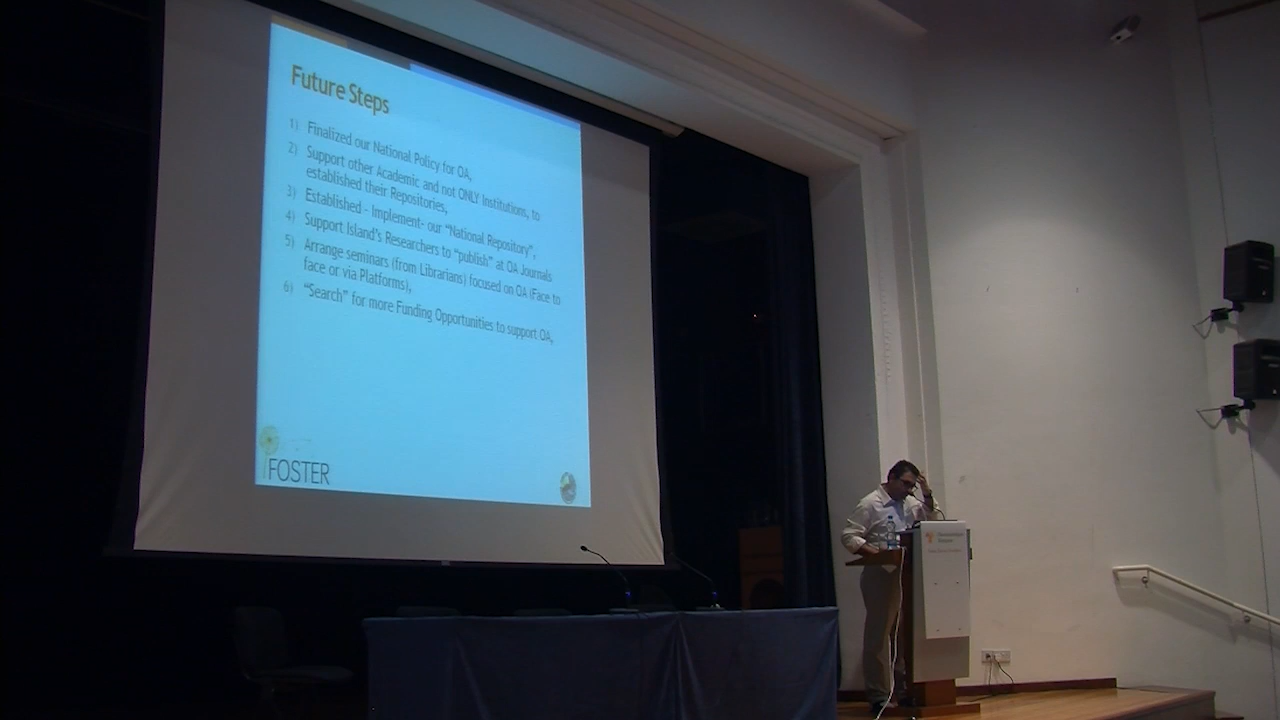 Future Steps
1) Finalized our National Policy for OA,
2) Support other Academic and not ONLY Institutions, to
established their Repositories,
3) Established - Implement- our "National Repository",
4) Support Island's Researchers to "publish" at OA Journals
5) Arrange seminars (from Librarians) focused on OA (Face to
face or via Platforms),
6) "Search" for more Funding Opportunities to support OA,
FOSTER